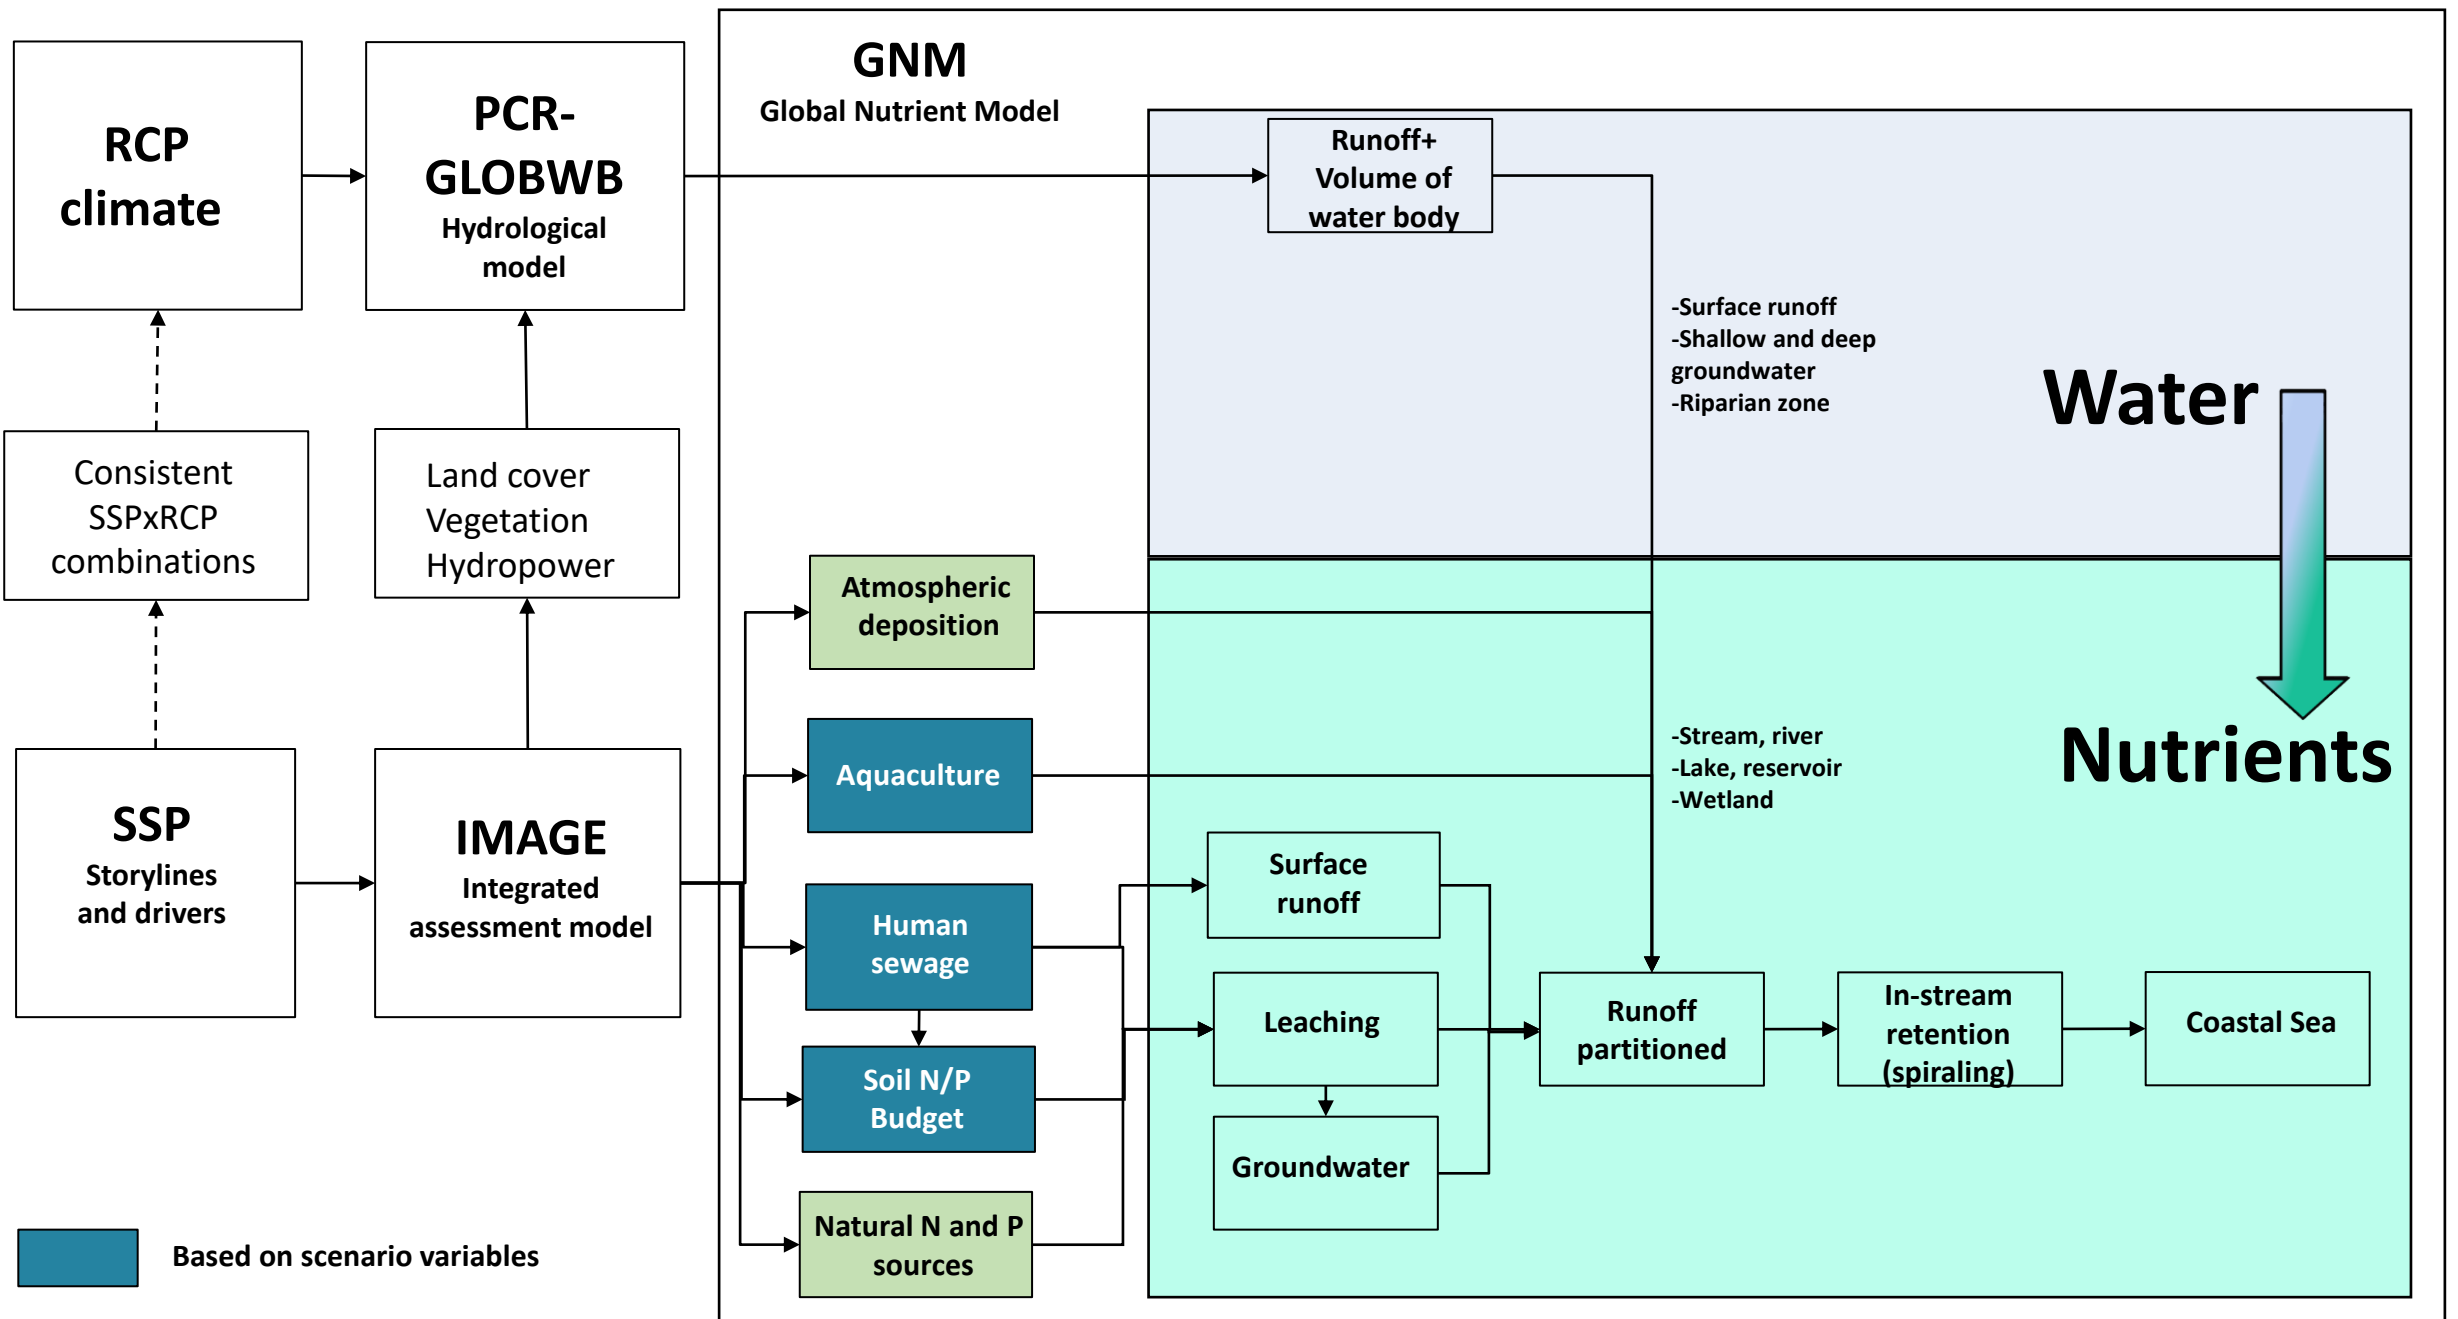 RCP
climate
PCR-
GLOBWB
Hydrological
model
GNM
Global Nutrient Model
Runoff+
Volume of
water body
-Surface runoff
-Shallow and deep
groundwater
-Riparian zone
Water
Consistent
SSPxRCP
combinations
Land cover
Vegetation
Hydropower
Atmospheric
deposition
Aquaculture
-Stream, river
-Lake, reservoir
-Wetland
Nutrients
SSP
Storylines
and drivers
IMAGE
Integrated
assessment model
Human
sewage
Surface
runoff
Leaching
Runoff
partitioned
In-stream
retention
(spiraling)
Coastal Sea
Soil N/P
Budget
Groundwater
Natural N and P
sources
Based on scenario variables